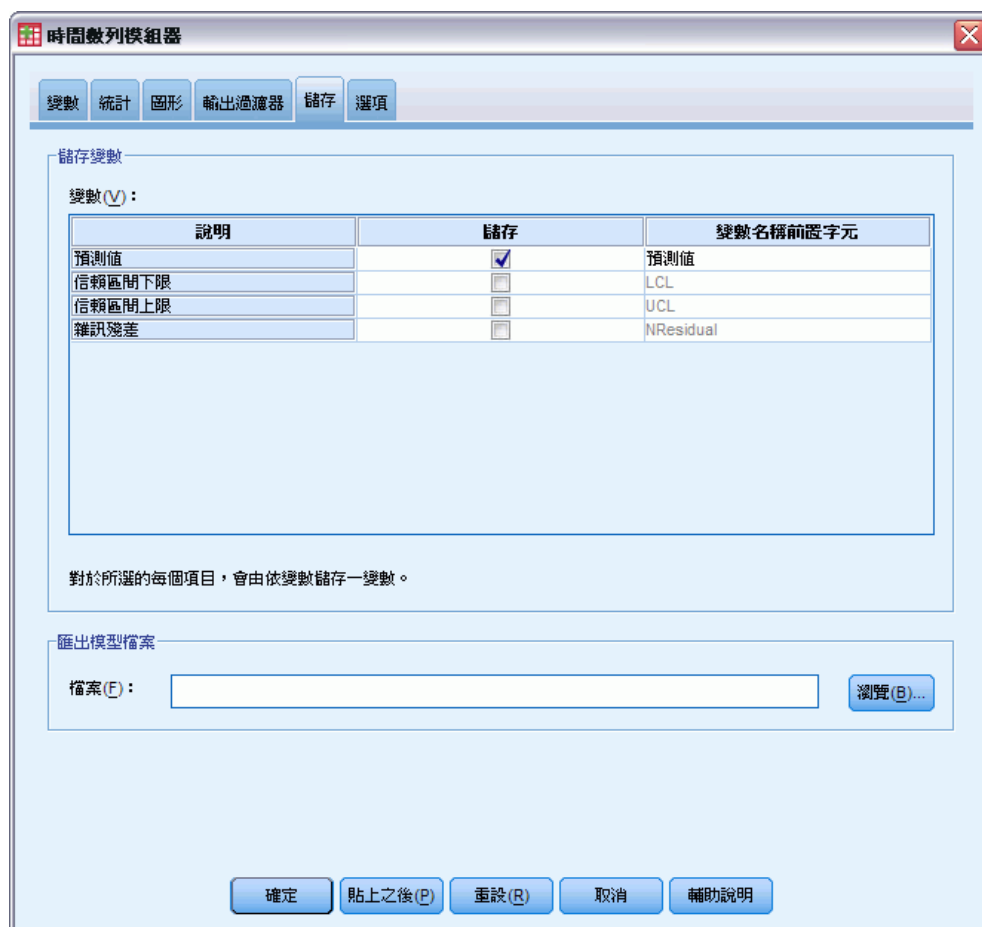 時間數列模組器
變數 統計 圖形 輸出過濾器 儲存 選項
儲存變數
變數(V)：
說明 儲存 變數名稱前置字元
預測值 預測值
信賴區間下限 LCL
信賴區間上限 UCL
雜訊殘差 NResidual
對於所選的每個項目，會由依變數儲存一變數。
匯出模型檔案
檔案(F)： 瀏覽(B)...
確定 貼上之後(P) 重設(R) 取消 輔助說明